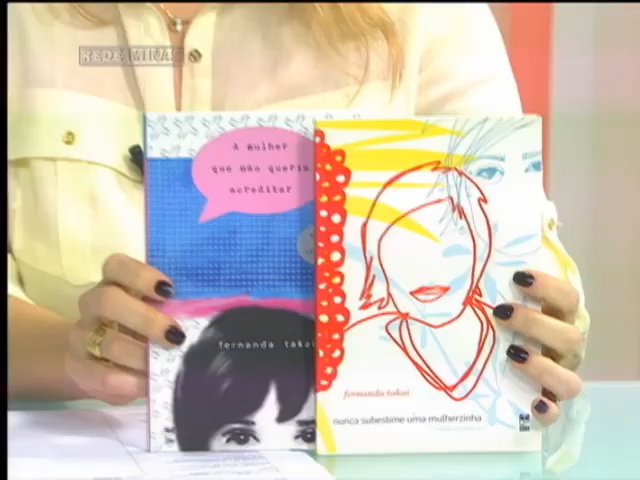 REDE MINAS
A mulher
que não queria
acreditar
fernanda takai
fernanda takai
nunca subestime uma mulherzinha